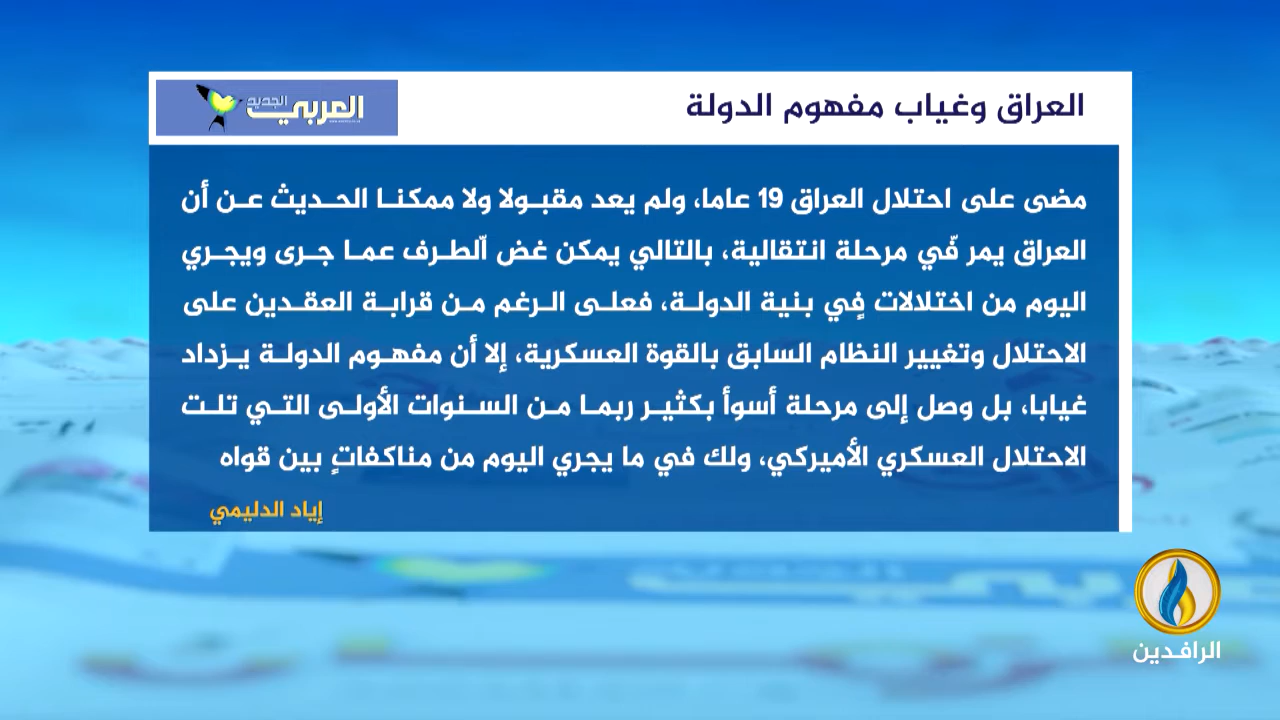 العراق وغياب مفهوم الدولة
العربي الجديد
مضى على احتلال العراق 19 عاما، ولم يعد مقبولا ولا ممكنا الحديث عن أن
العراق يمر فّي مرحلة انتقالية، بالتالي يمكن غض اّلطرف عما جرى ويجري
اليوم من اختلالات فٍي بنية الدولة، فعلى الرغم من قرابة العقدين على
الاحتلال وتغيير النظام السابق بالقوة العسكرية، إلا أن مفهوم الدولة يزداد
غيابا، بل وصل إلى مرحلة أسوأ بكثير ربما من السنوات الأولى التي تلت
الاحتلال العسكري الأميركي، ولك في ما يجري اليوم من مناكفاتٍ بين قواه
إياد الدليمي
الرافدين